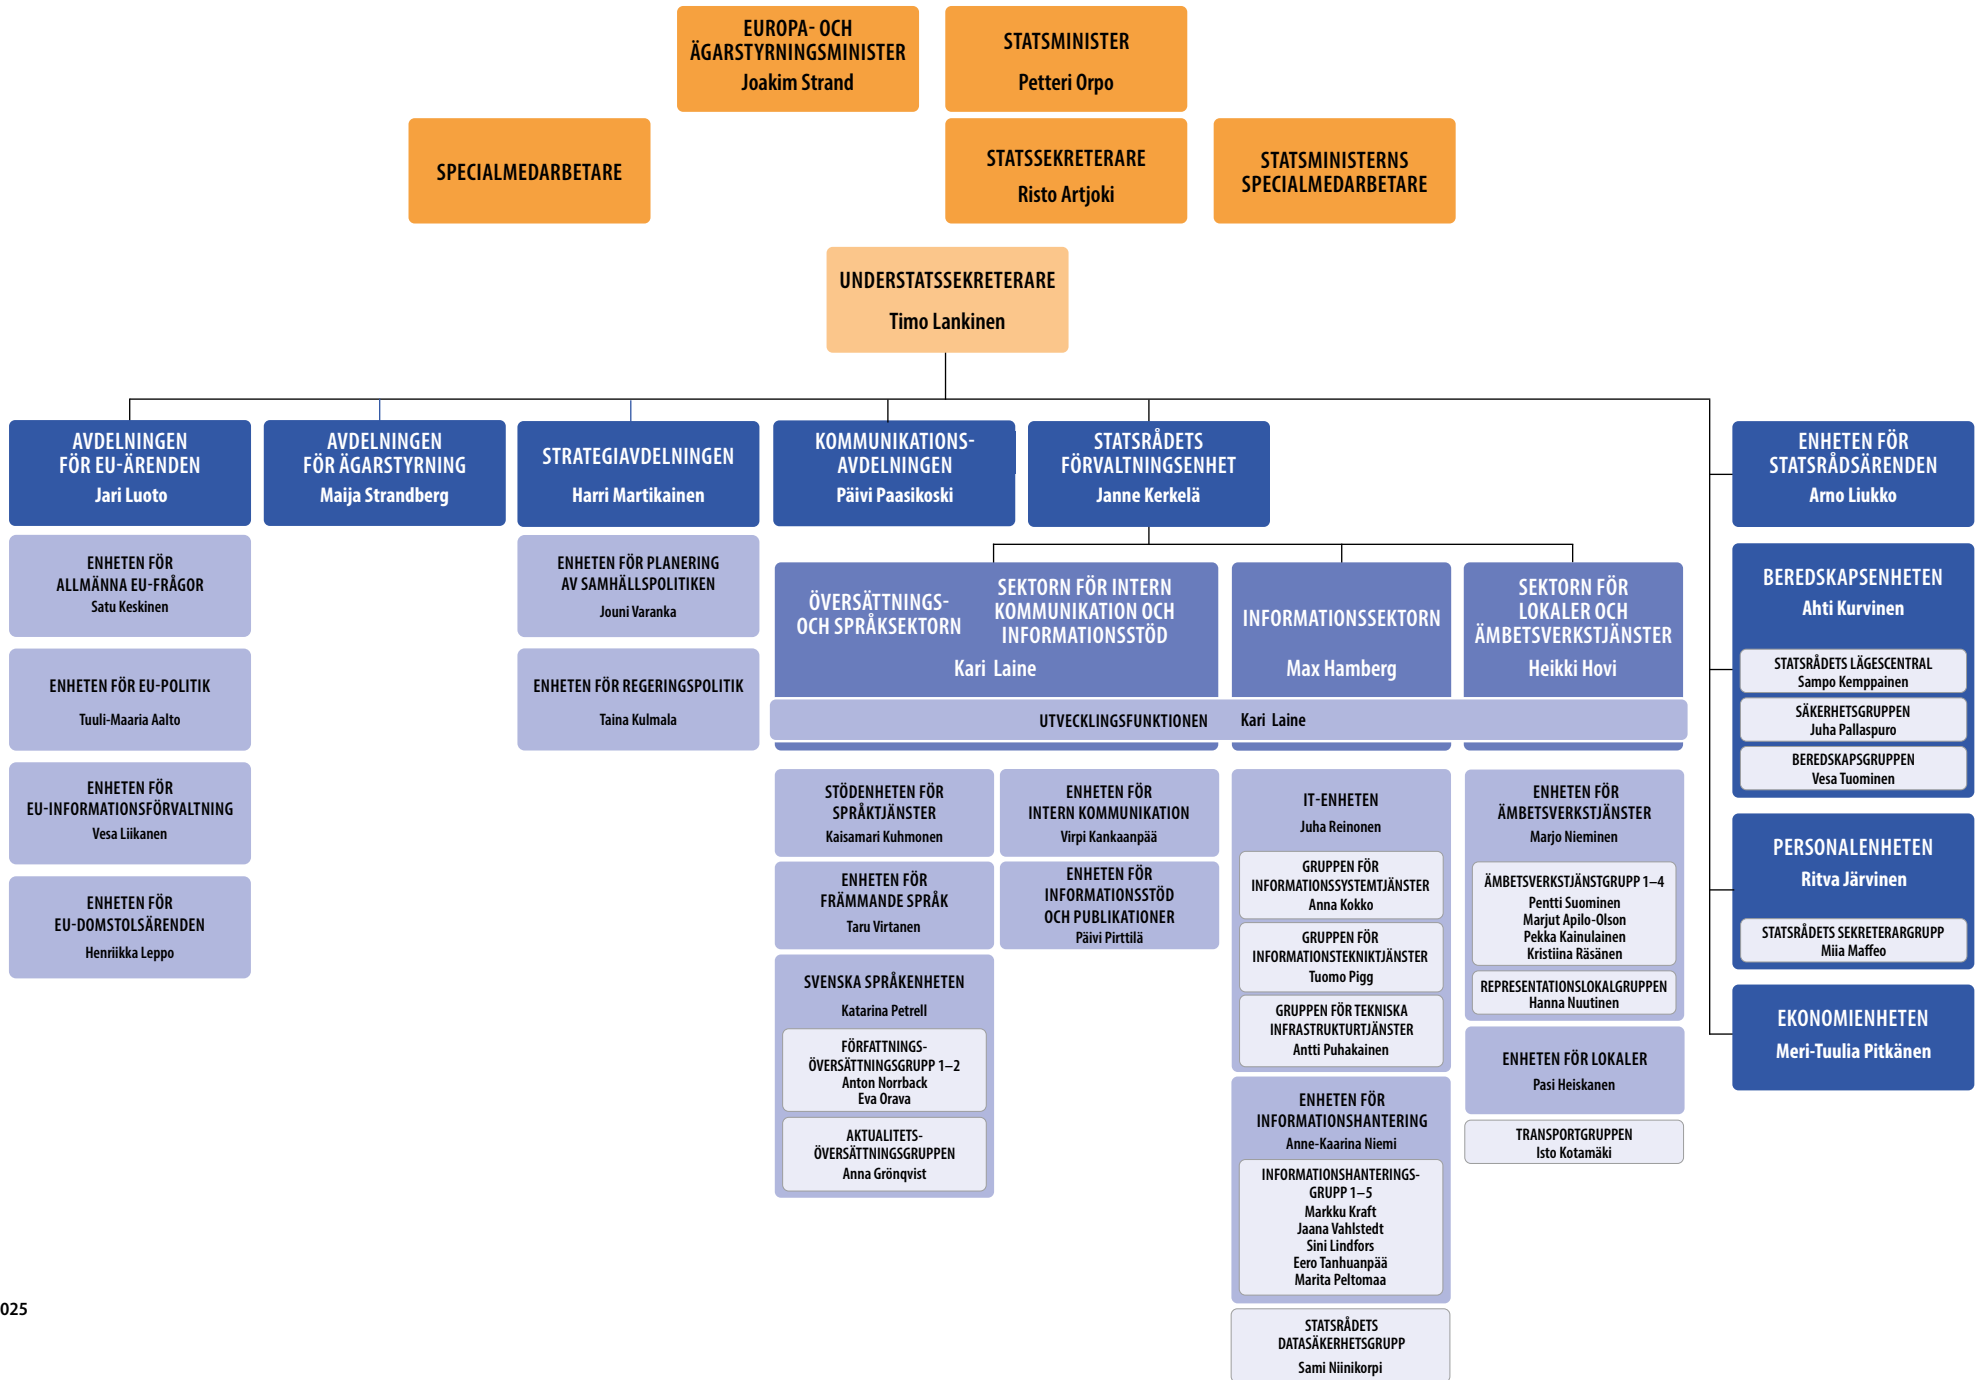 EUROPA- OCH
ÄGARSTYRNINGSMINISTER
Joakim Strand
STATSMINISTER
Petteri Orpo
SPECIALMEDARBETARE
STATSSEKRETERARE
Risto Artjoki
STATSMINISTERNS
SPECIALMEDARBETARE
UNDERSTATSSEKRETERARE
Timo Lankinen
AVDELNINGEN
FÖR EU-ÄRENDEN
Jari Luoto
AVDELNINGEN
FÖR ÄGARSTYRNING
Maija Strandberg
STRATEGIAVDELNINGEN
Harri Martikainen
KOMMUNIKATIONS-
AVDELNINGEN
Päivi Paasikoski
STATSRÅDETS
FÖRVALTNINGSENHET
Janne Kerkelä
ENHETEN FÖR
STATSRÅDSÄRENDEN
Arno Liukko
ENHETEN FÖR
ALLMÄNNA EU-FRÅGOR
Satu Keskinen
ENHETEN FÖR EU-POLITIK
Tuuli-Maaria Aalto
ENHETEN FÖR
EU-INFORMATIONSFÖRVALTNING
Vesa Liikanen
ENHETEN FÖR
EU-DOMSTOLSÄRENDEN
Henriikka Leppo
ENHETEN FÖR PLANERING
AV SAMHÄLLSPOLITIKEN
Jouni Varanka
ENHETEN FÖR REGERINGSPOLITIK
Taina Kulmala
ÖVERSÄTTNINGS-
OCH SPRÅKSEKTORN
SEKTORN FÖR INTERN
KOMMUNIKATION OCH
INFORMATIONSSTÖD
Kari Laine
INFORMATIONSSEKTORN
Max Hamberg
SEKTORN FÖR
LOKALER OCH
ÄMBETSVERKSTJÄNSTER
Heikki Hovi
UTVECKLINGSFUNKTIONEN Kari Laine
STÖDENHETEN FÖR
SPRÅKTJÄNSTER
Kaisamari Kuhmonen
ENHETEN FÖR
FRÄMMANDE SPRÅK
Taru Virtanen
SVENSKA SPRÅKENHETEN
Katarina Petrell
FÖRFATTNINGS-
ÖVERSÄTTNINGSGRUPP 1–2
Anton Norrback
Eva Orava
AKTUALITETS-
ÖVERSÄTTNINGSGRUPPEN
Anna Grönqvist
ENHETEN FÖR
INTERN KOMMUNIKATION
Virpi Kankaanpää
ENHETEN FÖR
INFORMATIONSSTÖD
OCH PUBLIKATIONER
Päivi Pirttilä
IT-ENHETEN
Juha Reinonen
GRUPPEN FÖR
INFORMATIONSSYSTEMTJÄNSTER
Anna Kokko
GRUPPEN FÖR
INFORMATIONSTEKNIKTJÄNSTER
Tuomo Pigg
GRUPPEN FÖR TEKNISKA
INFRASTRUKTURTJÄNSTER
Antti Puhakainen
ENHETEN FÖR
INFORMATIONSHANTERING
Anne-Kaarina Niemi
INFORMATIONSHANTERINGS-
GRUPP 1–5
Markku Kraft
Jaana Vahlstedt
Sini Lindfors
Eero Tanhuanpää
Marita Peltomaa
STATSRÅDETS
DATASÄKERHETSGRUPP
Sami Niinikorpi
ENHETEN FÖR
ÄMBETSVERKSTJÄNSTER
Marjo Nieminen
ÄMBETSVERKSTJÄNSTGRUPP 1–4
Pentti Suominen
Marjut Apilo-Olson
Pekka Kainulainen
Kristiina Räsänen
REPRESENTATIONSLOKALGRUPPEN
Hanna Nuutinen
ENHETEN FÖR LOKALER
Pasi Heiskanen
TRANSPORTGRUPPEN
Isto Kotamäki
BEREDSKAPSENHETEN
Ahti Kurvinen
STATSRÅDETS LÄGESCENTRAL
Sampo Kemppainen
SÄKERHETSGRUPPEN
Juha Pallaspuro
BEREDSKAPSGRUPPEN
Vesa Tuominen
PERSONALENHETEN
Ritva Järvinen
STATSRÅDETS SEKRETERARGRUPP
Miia Maffeo
EKONOMIENHETEN
Meri-Tuulia Pitkänen
025